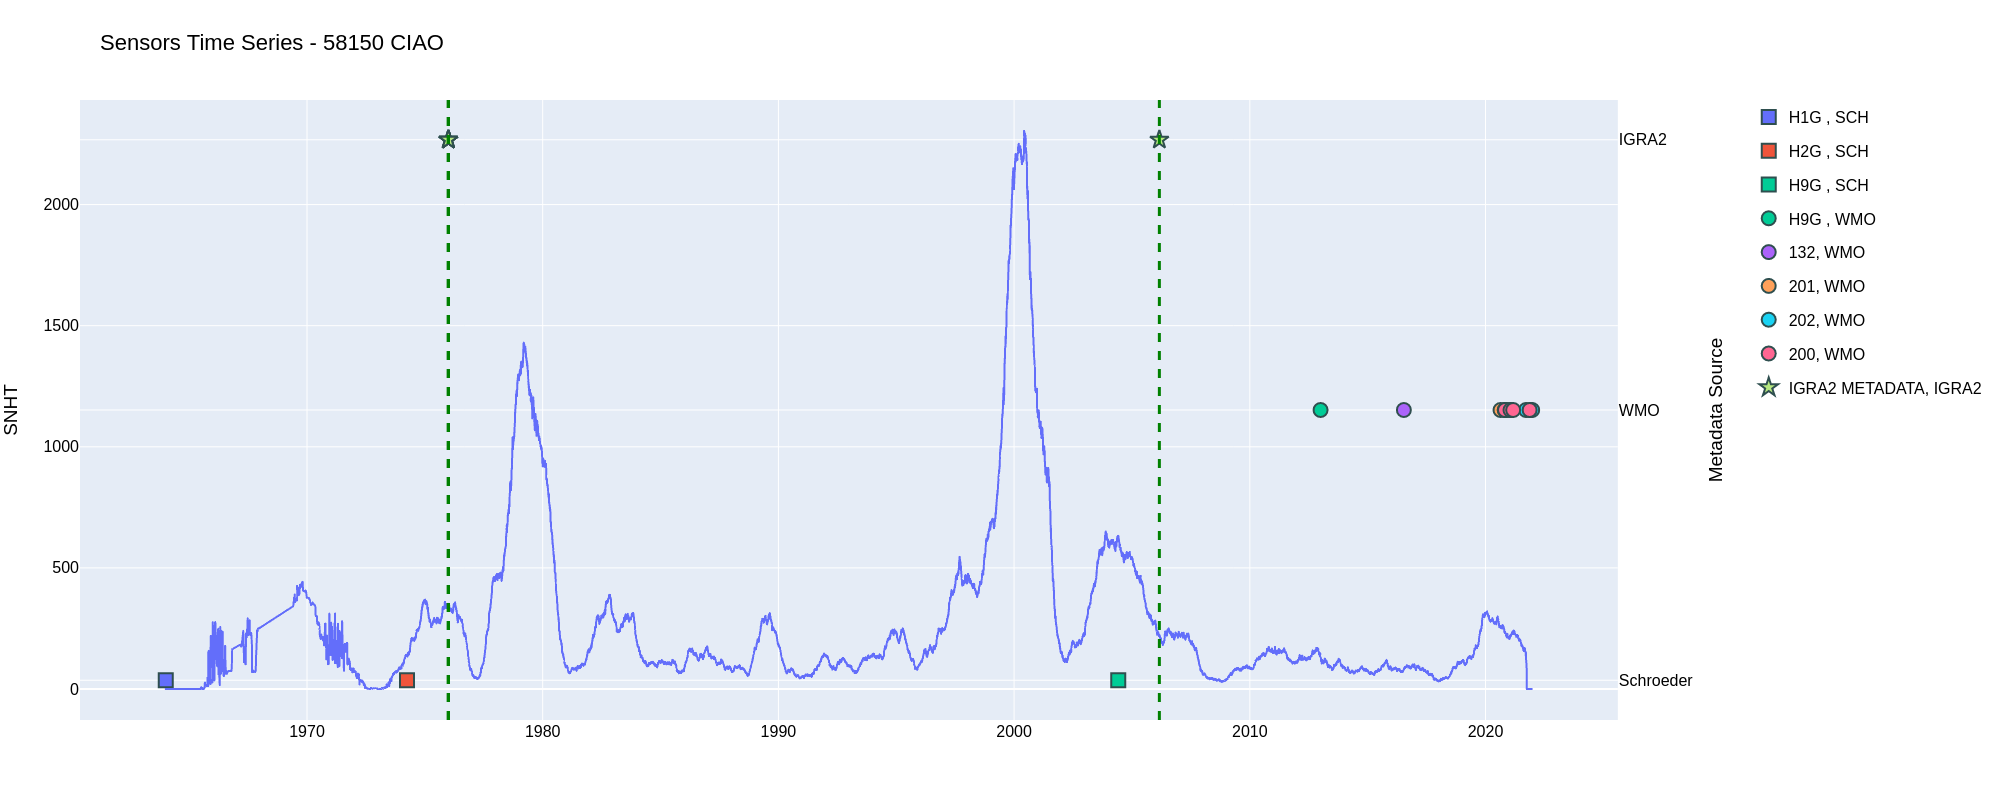 Sensors Time Series - 58150 CIAO
SNHT
2000
1500
1000
500
0
1970
1980
1990
2000
2010
2020
IGRA2
WMO
Schroeder
Metadata Source
H1G , SCH
H2G , SCH
H9G , SCH
H9G , WMO
132, WMO
201, WMO
202, WMO
200, WMO
IGRA2 METADATA, IGRA2